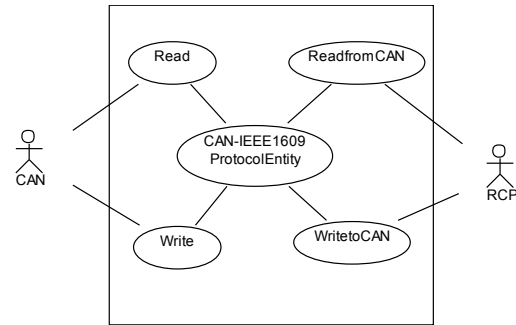 Read
ReadfromCAN
CAN-IEEE1609
ProtocolEntity
CAN
RCP
Write
WritetoCAN